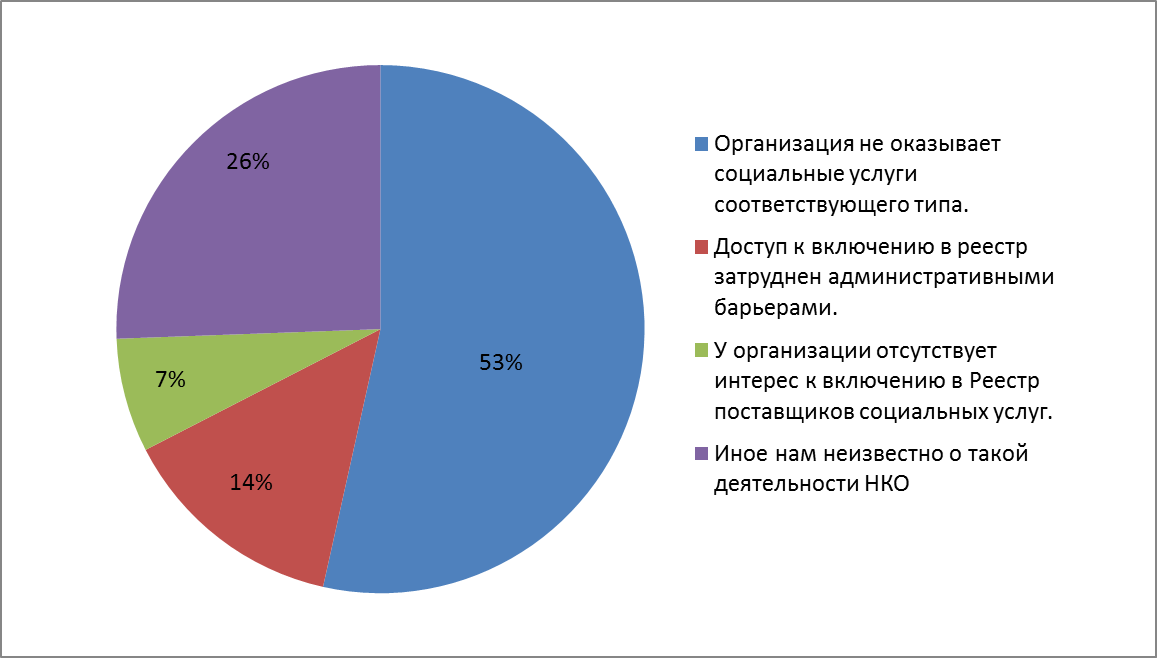 26%
53%
7%
14%
Организация не оказывает
социальные услуги
соответствующего типа.
Доступ к включению в реестр
затруднен административными
барьерами.
У организации отсутствует
интерес к включению в Реестр
поставщиков социальных услуг.
Иное нам неизвестно о такой
деятельности НКО